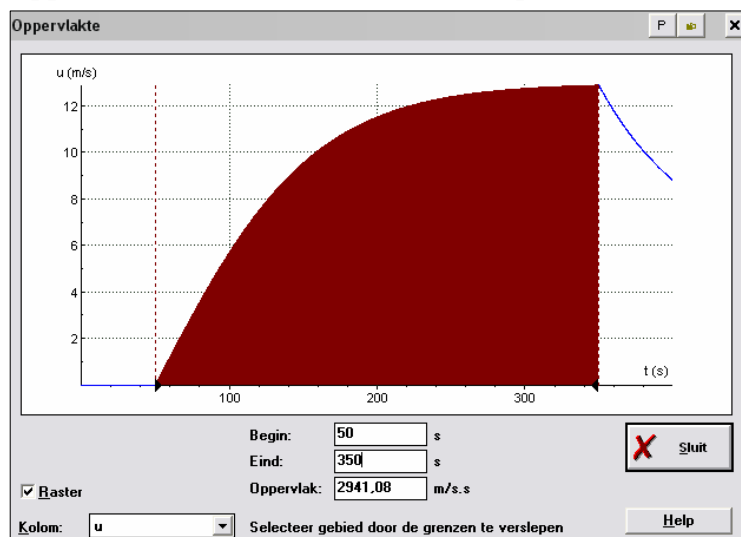 Oppervlakte
P
u (m/s)
12
10
8
6
4
2
t (s)
100 200 300
Begin: 50 s
Eind: 350 s
Oppervlak: 2941,08 m/s.s
Sluit
Raster
Kolom: u
Selecteer gebied door de grenzen te verslepen
Help